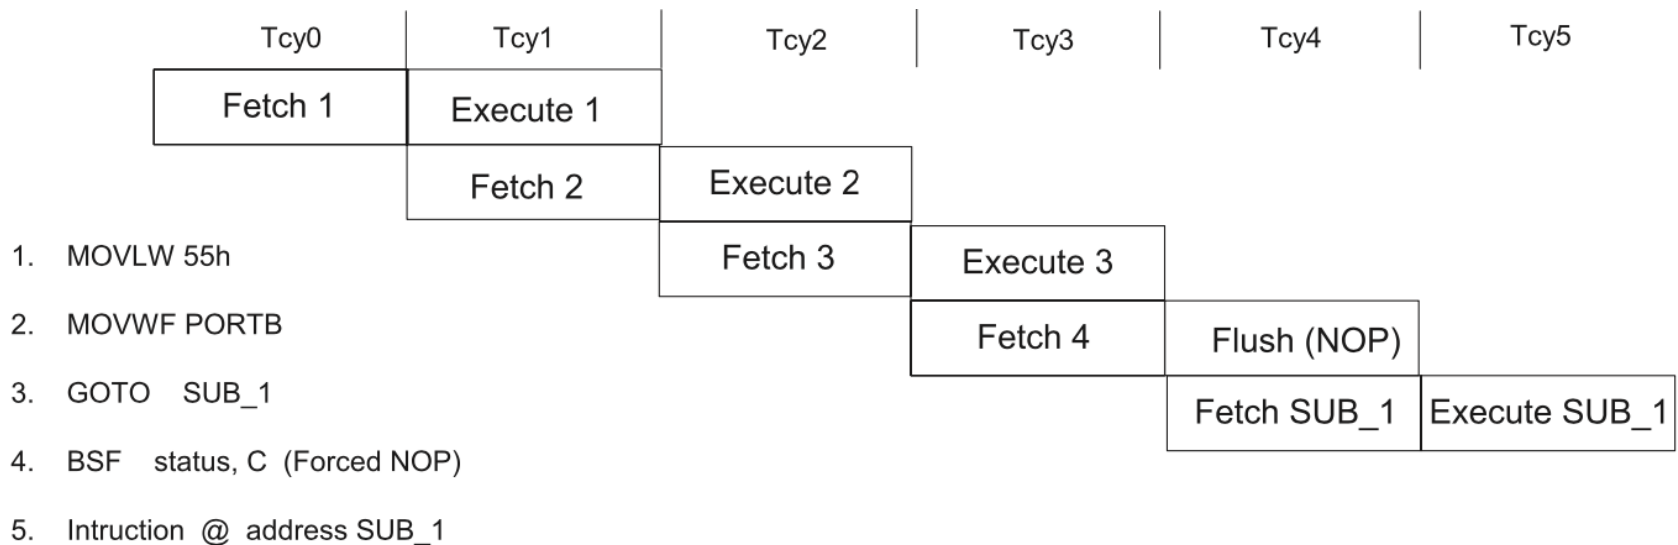 Tcy0 Tcy1 Tcy2 Tcy3 Tcy4 Tcy5
Fetch 1 Execute 1
Fetch 2 Execute 2
Fetch 3 Execute 3
Fetch 4 Flush (NOP)
Fetch SUB_1 Execute SUB_1
1. MOVLW 55h
2. MOVWF PORTB
3. GOTO SUB_1
4. BSF status, C (Forced NOP)
5. Intruction @ address SUB_1